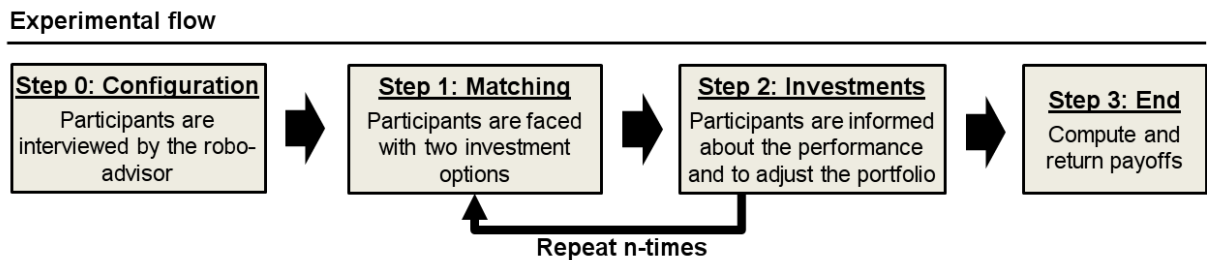 Experimental flow
Step 0: Configuration
Participants are
interviewed by the robo-
advisor
Step 1: Matching
Participants are faced
with two investment
options
Step 2: Investments
Participants are informed
about the performance
and to adjust the portfolio
Step 3: End
Compute and
return payoffs
Repeat n-times